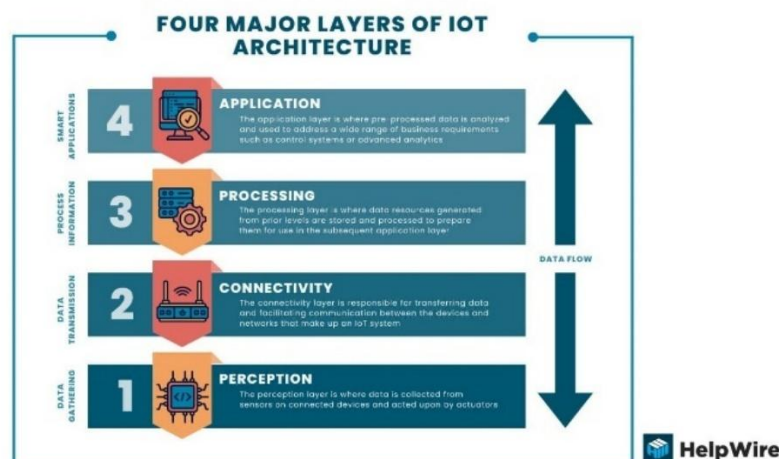 FOUR MAJOR LAYERS OF IOT
ARCHITECTURE
SMART
APPLICATIONS
4
APPLICATION
The application layer is where pre-processed data is analyzed
and used to address a wide range of business requirements
such as control systems or advanced analytics
PROCESS
INFORMATION
3
PROCESSING
The processing layer is where data resources generated
from prior levels are stored and processed to prepare
them for use in the subsequent application layer
DATA FLOW
DATA
TRANSMISSION
2
CONNECTIVITY
The connectivity layer is responsible for transferring data
and facilitating communication between the devices and
networks that make up an IoT system
DATA
GATHERING
1
</>
PERCEPTION
The perception layer is where data is collected from
sensors on connected devices and acted upon by actuators
HelpWire